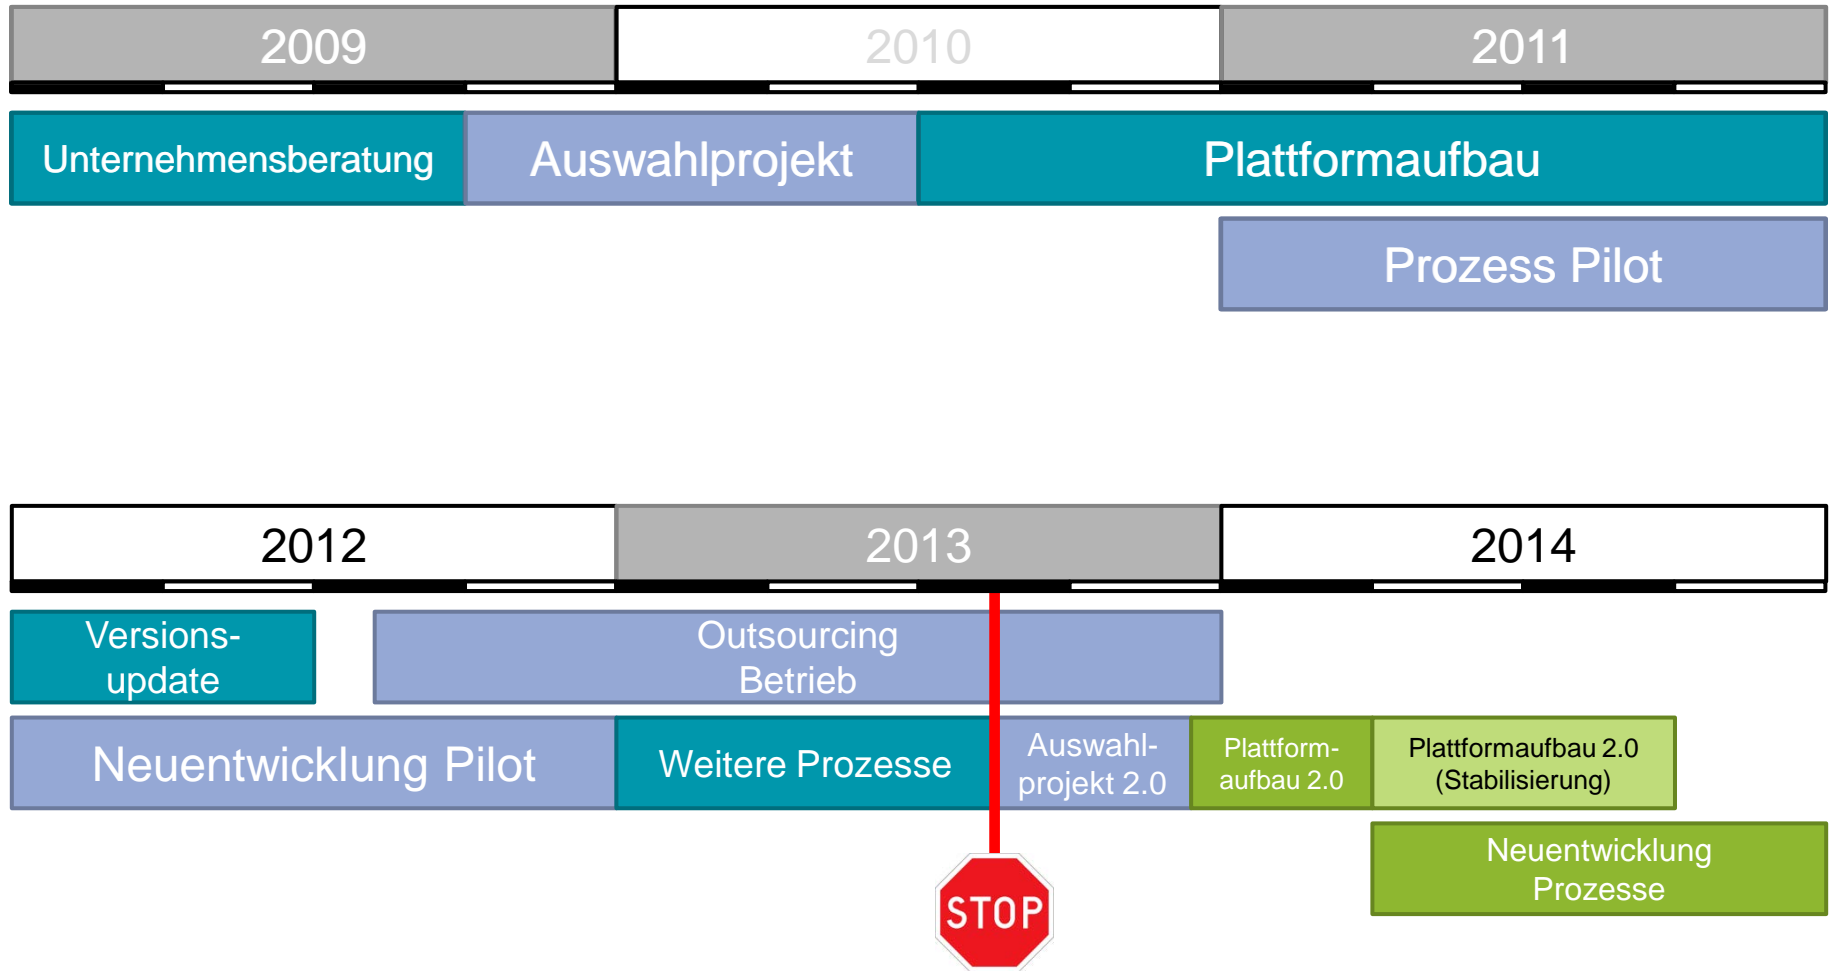 2009
2010
2011
Unternehmensberatung
Auswahlprojekt
Plattformaufbau
Prozess Pilot
2012
2013
2014
Versions-
update
Outsourcing
Betrieb
Neuentwicklung Pilot
Weitere Prozesse
Auswahl-
projekt 2.0
Plattform-
aufbau 2.0
Plattformaufbau 2.0
(Stabilisierung)
Neuentwicklung
Prozesse
STOP